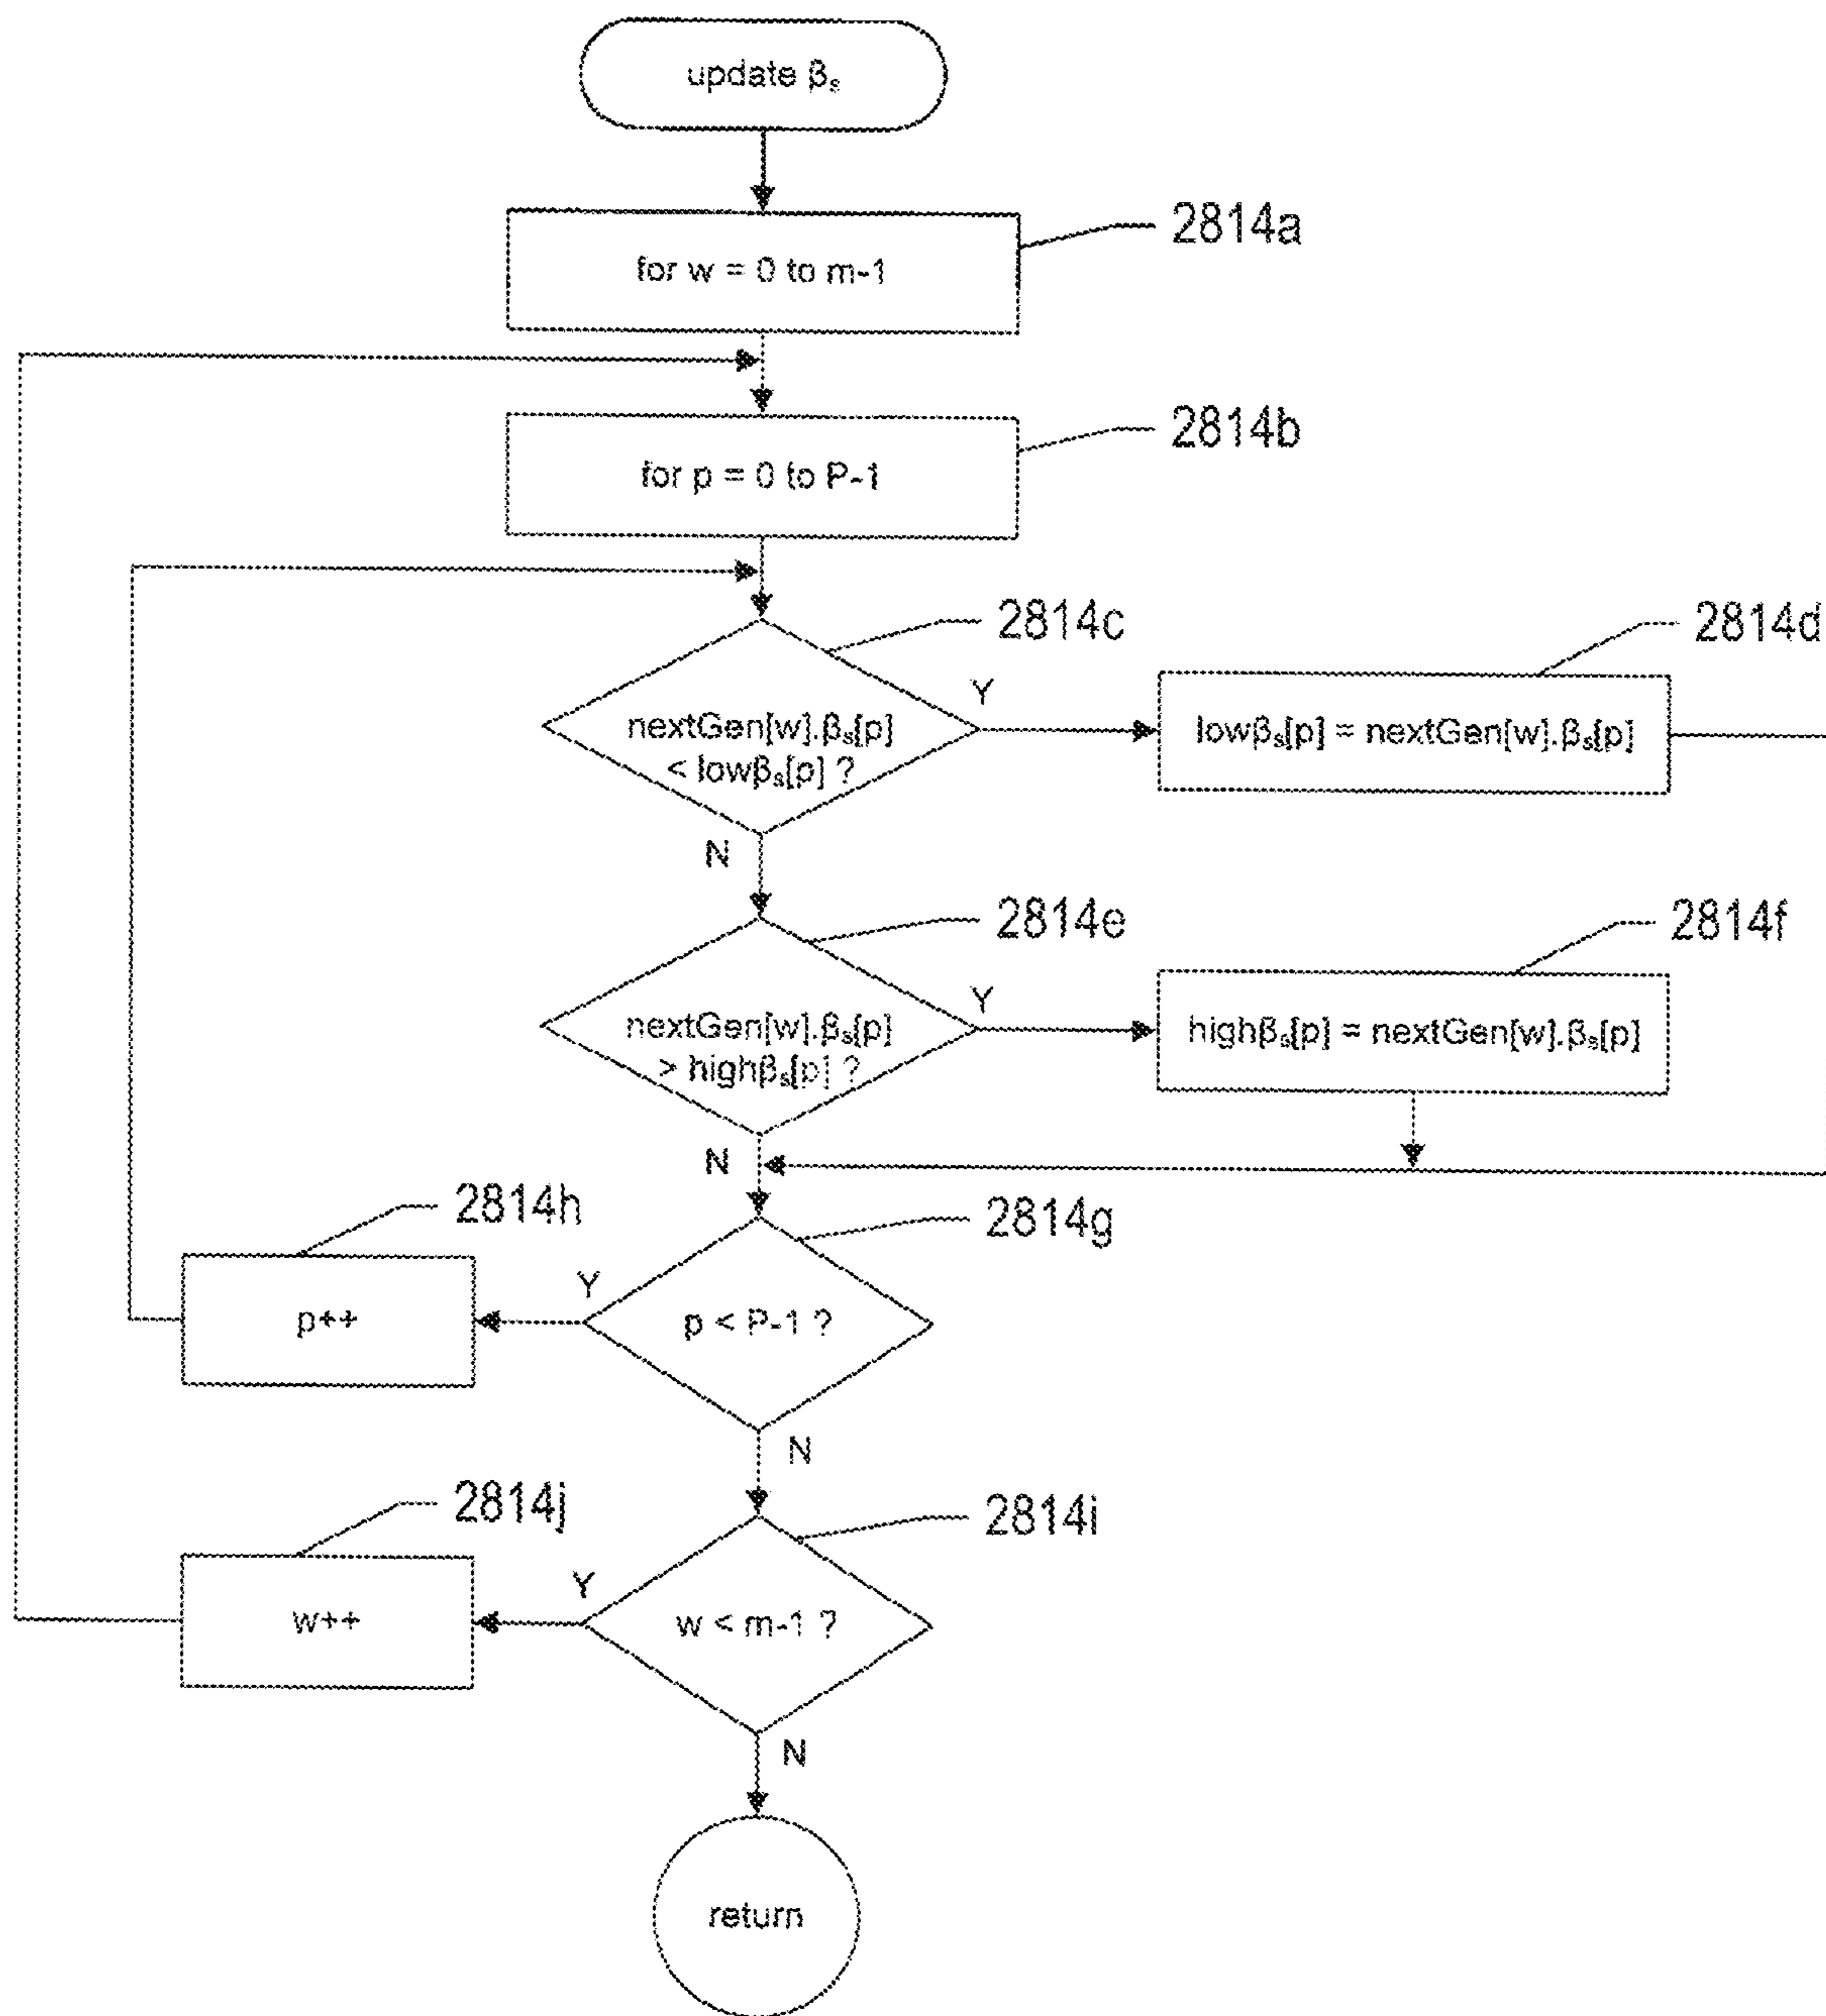 update βs
2814a
for w = 0 to m-1
2814b
for p = 0 to P-1
2814c
2814d
Y
nextGen[w].βs[p]
< lowβs[p] ?
lowβs[p] = nextGen[w].βs[p]
N
2814e
2814f
Y
nextGen[w].βs[p]
> highβs[p] ?
highβs[p] = nextGen[w].βs[p]
N
2814h
2814g
Y
p++
p < P-1 ?
N
2814j
2814i
Y
w++
w < m-1 ?
N
return